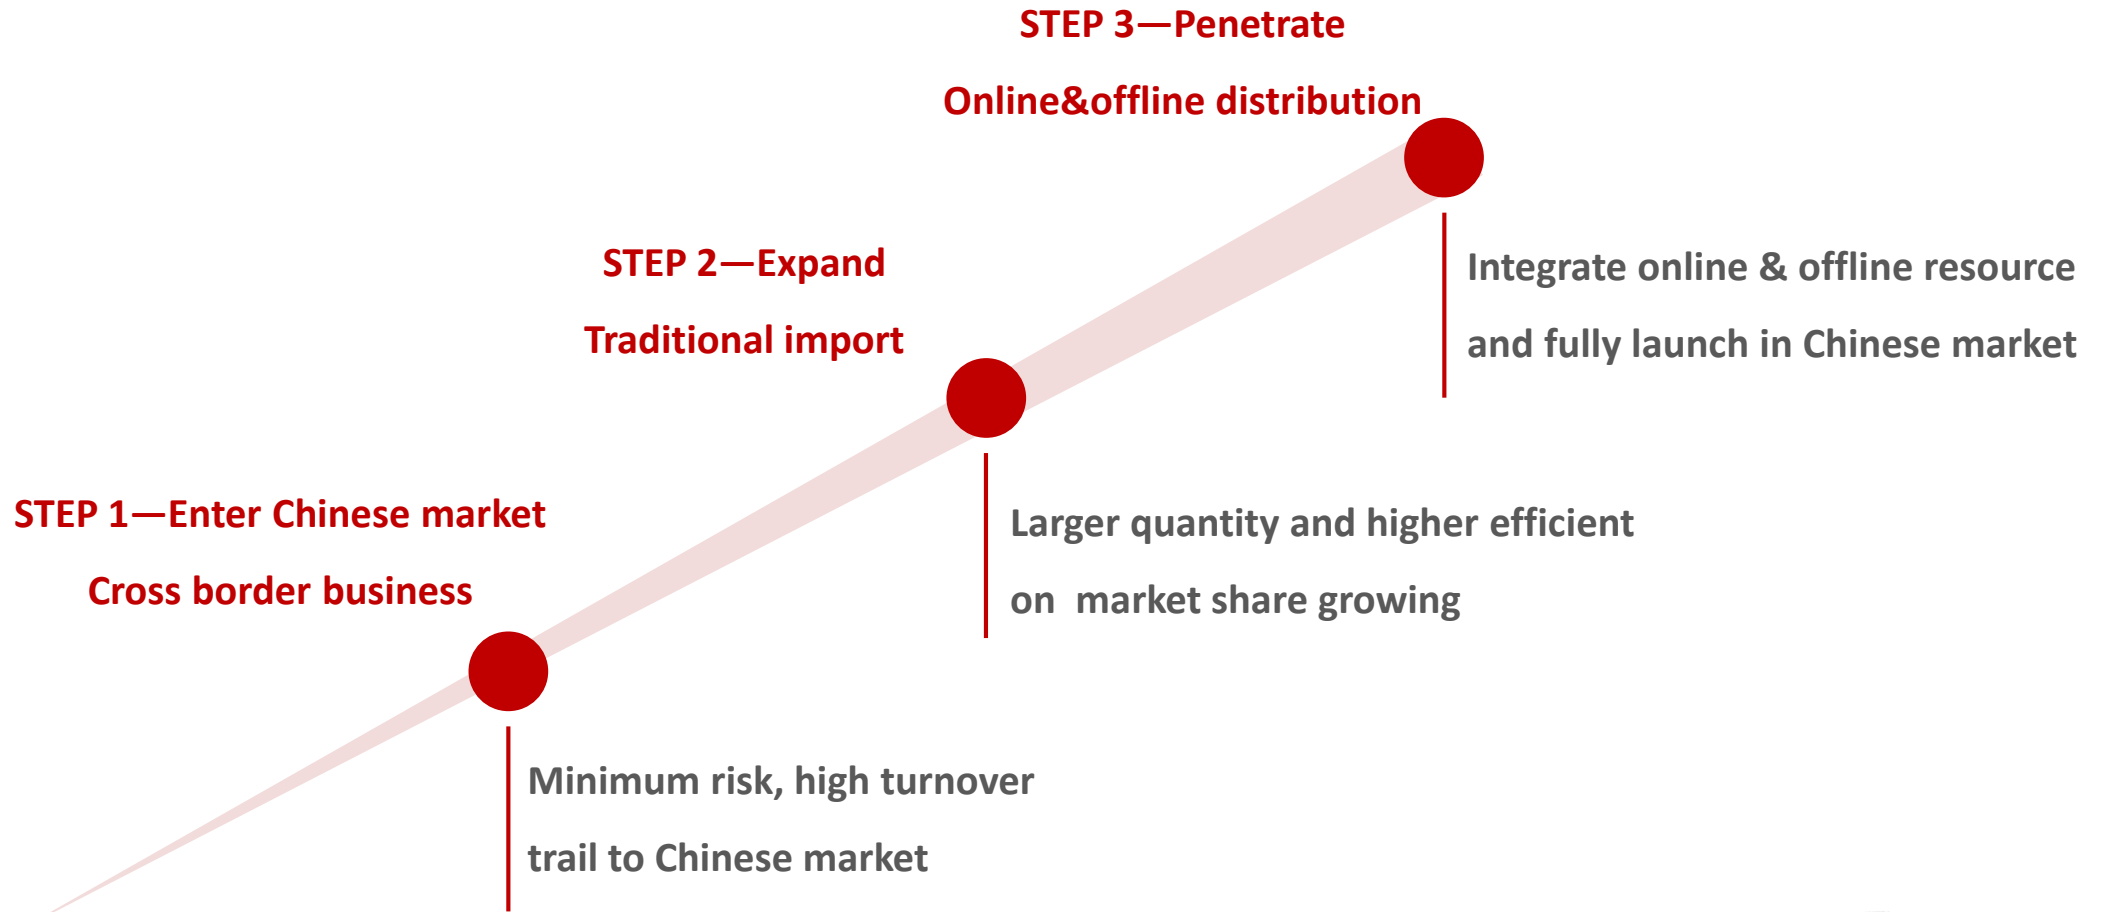 STEP 3—Penetrate
Online&offline distribution
STEP 2—Expand
Traditional import
Integrate online & offline resource
and fully launch in Chinese market
STEP 1—Enter Chinese market
Cross border business
Larger quantity and higher efficient
on  market share growing
Minimum risk, high turnover
trail to Chinese market